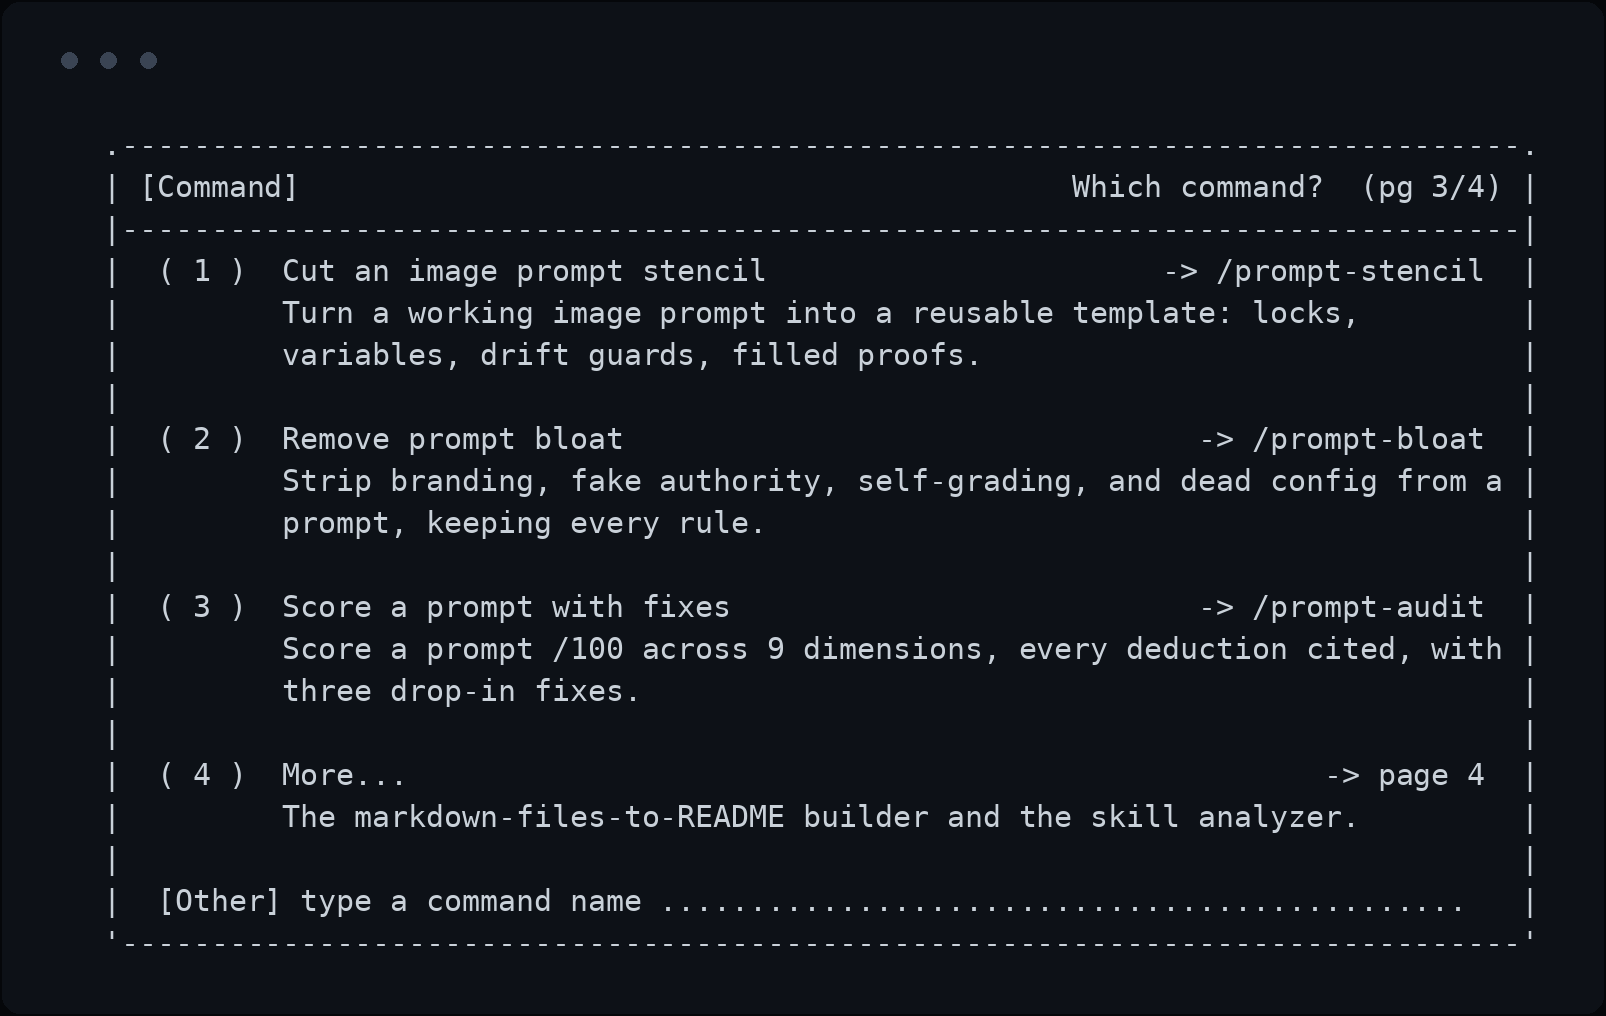 [Command] Which command? (pg 3/4)
( 1 ) Cut an image prompt stencil -> /prompt-stencil
Turn a working image prompt into a reusable template: locks,
variables, drift guards, filled proofs.
( 2 ) Remove prompt bloat -> /prompt-bloat
Strip branding, fake authority, self-grading, and dead config from a
prompt, keeping every rule.
( 3 ) Score a prompt with fixes -> /prompt-audit
Score a prompt /100 across 9 dimensions, every deduction cited, with
three drop-in fixes.
( 4 ) More... -> page 4
The markdown-files-to-README builder and the skill analyzer.
[Other] type a command name .............................................